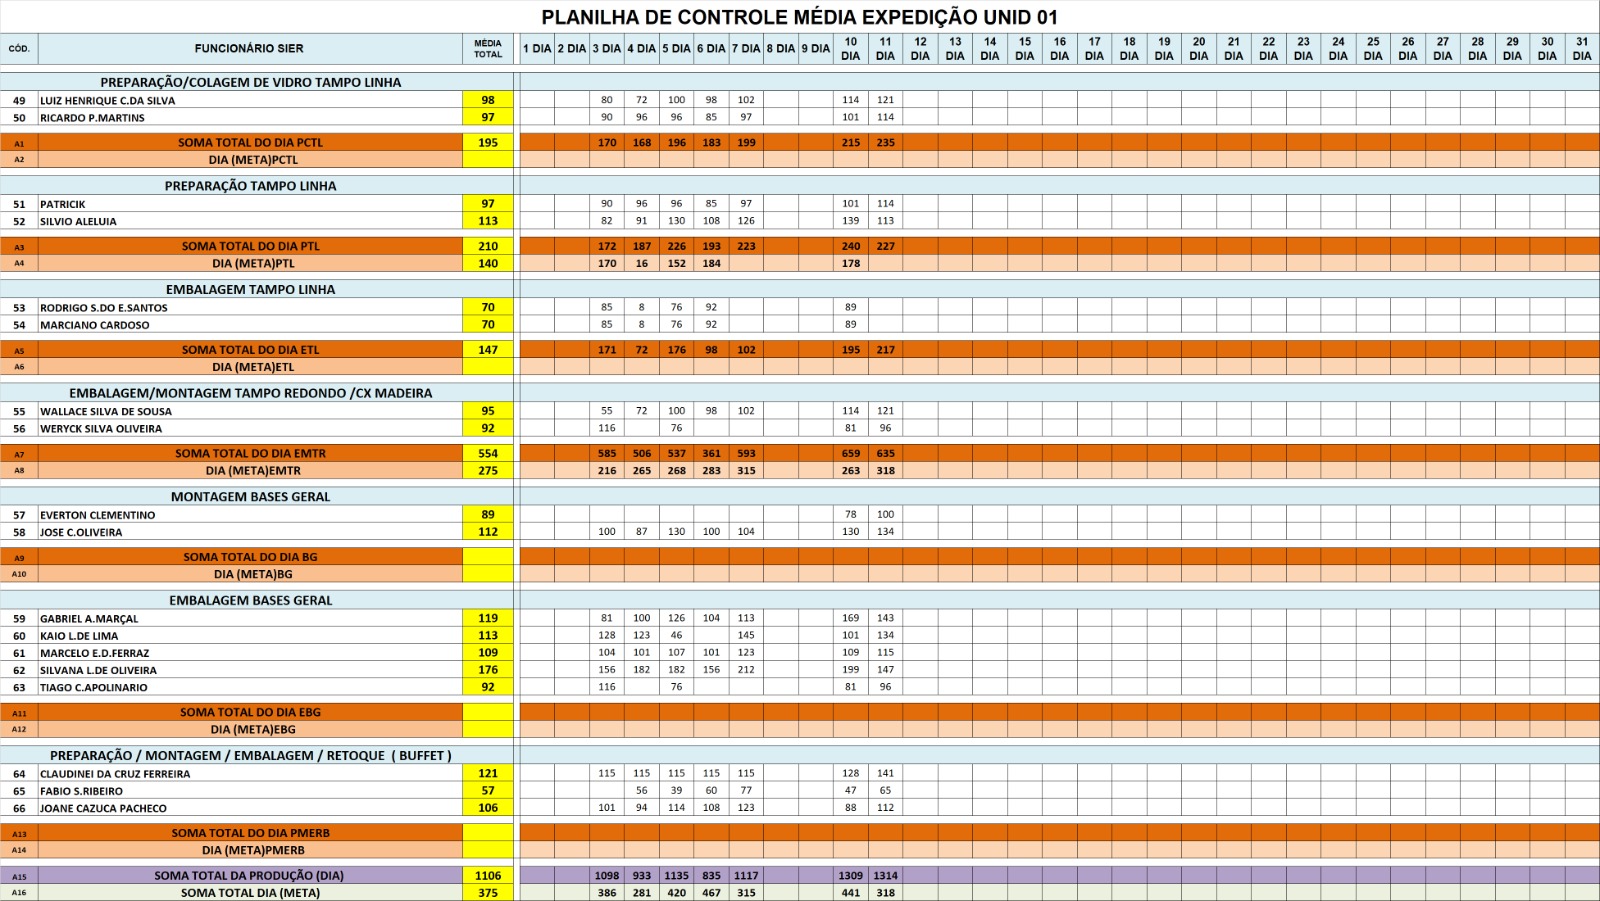 PLANILHA DE CONTROLE MÉDIA EXPEDIÇÃO UNID 01
CÓD. FUNCIONÁRIO SIER MÉDIA TOTAL 1 DIA 2 DIA 3 DIA 4 DIA 5 DIA 6 DIA 7 DIA 8 DIA 9 DIA 10 DIA 11 DIA 12 DIA 13 DIA 14 DIA 15 DIA 16 DIA 17 DIA 18 DIA 19 DIA 20 DIA 21 DIA 22 DIA 23 DIA 24 DIA 25 DIA 26 DIA 27 DIA 28 DIA 29 DIA 30 DIA 31 DIA
PREPARAÇÃO/COLAGEM DE VIDRO TAMPO LINHA
49 LUIZ HENRIQUE C.DA SILVA 98 80 72 100 98 102 114 121
50 RICARDO P.MARTINS 97 90 96 96 85 97 101 114
A1 SOMA TOTAL DO DIA PCTL 195 170 168 196 183 199 215 235
A2 DIA (META)PCTL
PREPARAÇÃO TAMPO LINHA
51 PATRICIK 97 90 96 96 85 97 101 114
52 SILVIO ALELUIA 113 82 91 130 108 126 139 113
A3 SOMA TOTAL DO DIA PTL 210 172 187 226 193 223 240 227
A4 DIA (META)PTL 140 170 16 152 184 178
EMBALAGEM TAMPO LINHA
53 RODRIGO S.DO E.SANTOS 70 85 8 76 92 89
54 MARCIANO CARDOSO 70 85 8 76 92 89
A5 SOMA TOTAL DO DIA ETL 147 171 72 176 98 102 195 217
A6 DIA (META)ETL
EMBALAGEM/MONTAGEM TAMPO REDONDO /CX MADEIRA
55 WALLACE SILVA DE SOUSA 95 55 72 100 98 102 114 121
56 WERYCK SILVA OLIVEIRA 92 116 76 81 96
A7 SOMA TOTAL DO DIA EMTR 554 585 506 537 361 593 659 635
A8 DIA (META)EMTR 275 216 265 268 283 315 263 318
MONTAGEM BASES GERAL
57 EVERTON CLEMENTINO 89 78 100
58 JOSE C.OLIVEIRA 112 100 87 130 100 104 130 134
A9 SOMA TOTAL DO DIA BG
A10 DIA (META)BG
EMBALAGEM BASES GERAL
59 GABRIEL A.MARÇAL 119 81 100 126 104 113 169 143
60 KAIO L.DE LIMA 113 128 123 46 145 101 134
61 MARCELO E.D.FERRAZ 109 104 101 107 101 123 109 115
62 SILVANA L.DE OLIVEIRA 176 156 182 182 156 212 199 147
63 TIAGO C.APOLINARIO 92 116 76 81 96
A11 SOMA TOTAL DO DIA EBG
A12 DIA (META)EBG
PREPARAÇÃO / MONTAGEM / EMBALAGEM / RETOQUE ( BUFFET )
64 CLAUDINEI DA CRUZ FERREIRA 121 115 115 115 115 115 128 141
65 FABIO S.RIBEIRO 57 56 39 60 77 47 65
66 JOANE CAZUCA PACHECO 106 101 94 114 108 123 88 112
A13 SOMA TOTAL DO DIA PMERB
A14 DIA (META)PMERB
A15 SOMA TOTAL DA PRODUÇÃO (DIA) 1106 1098 933 1135 835 1117 1309 1314
A16 SOMA TOTAL DIA (META) 375 386 281 420 467 315 441 318